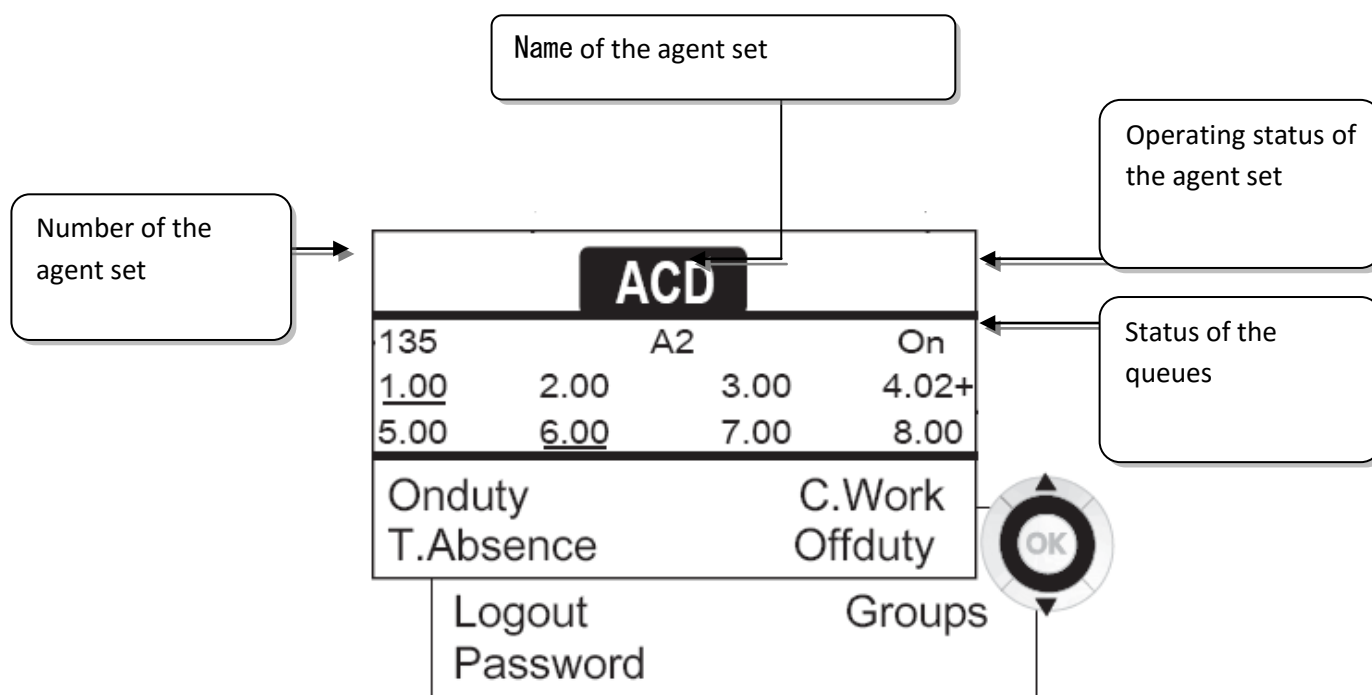 Name of the agent set
Operating status of
the agent set
Number of the
agent set
ACD
Status of the
queues
135 A2 On
1.00 2.00 3.00 4.02+
5.00 6.00 7.00 8.00
Onduty C.Work
T.Absence Offduty
OK
Logout Groups
Password